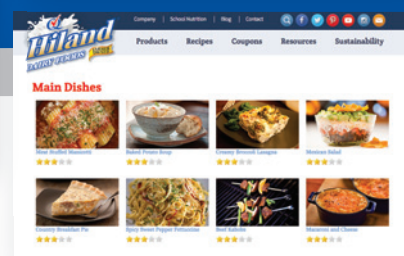 Company | School Nutrition | Blog | Contact
Hiland
DAIRY FOODS
Products Recipes Coupons Resources Sustainability
Main Dishes
Meat Stuffed Manicotti Baked Potato Soup Creamy Broccoli Lasagna Mexican Salad
Country Breakfast Pie Spicy Sweet Pepper Fettuccine Beef Kabobs Macaroni and Cheese